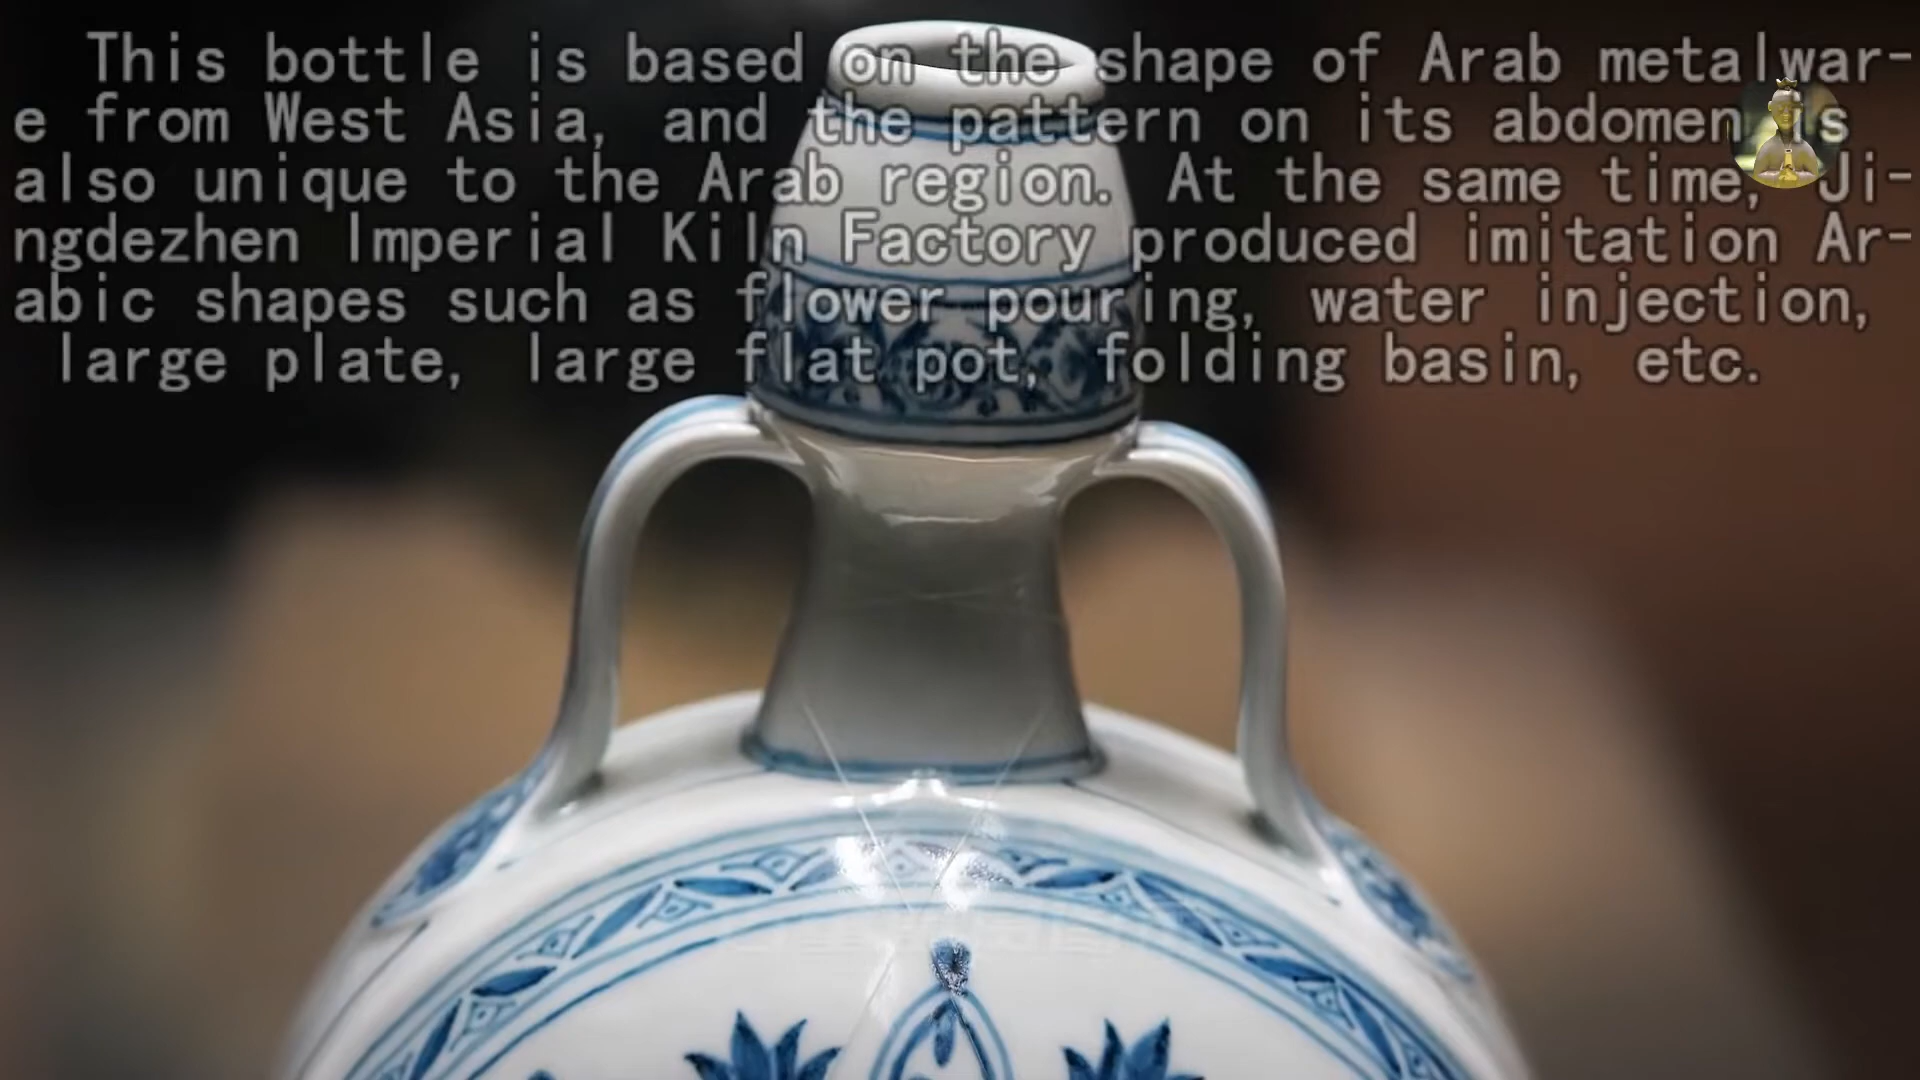 This bottle is based on the shape of Arab metalwar-
e from West Asia, and the pattern on its abdomen is
also unique to the Arab region. At the same time, Ji-
ngdezhen Imperial Kiln Factory produced imitation Ar-
abic shapes such as flower pouring, water injection,
large plate, large flat pot, folding basin, etc.